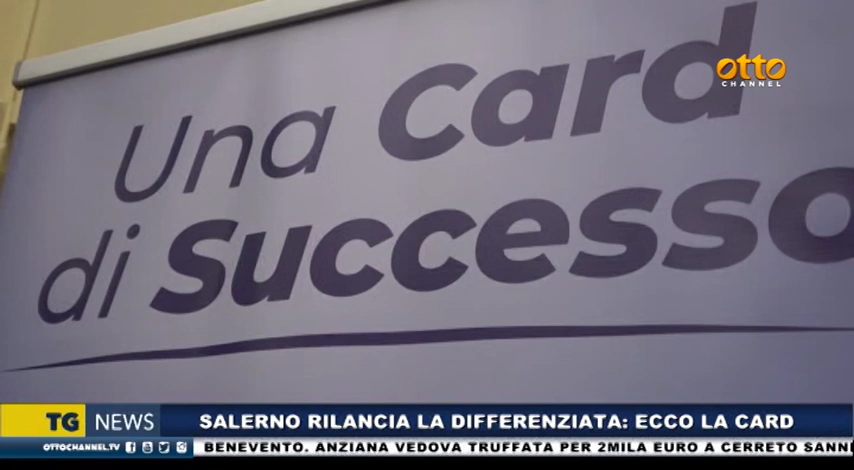 otto
CHANNEL
Una Card
di Successo
TG NEWS
SALERNO RILANCIA LA DIFFERENZIATA: ECCO LA CARD
OTTOCHANNEL.TV
BENEVENTO. ANZIANA VEDOVA TRUFFATA PER 2MILA EURO A CERRETO SANNI